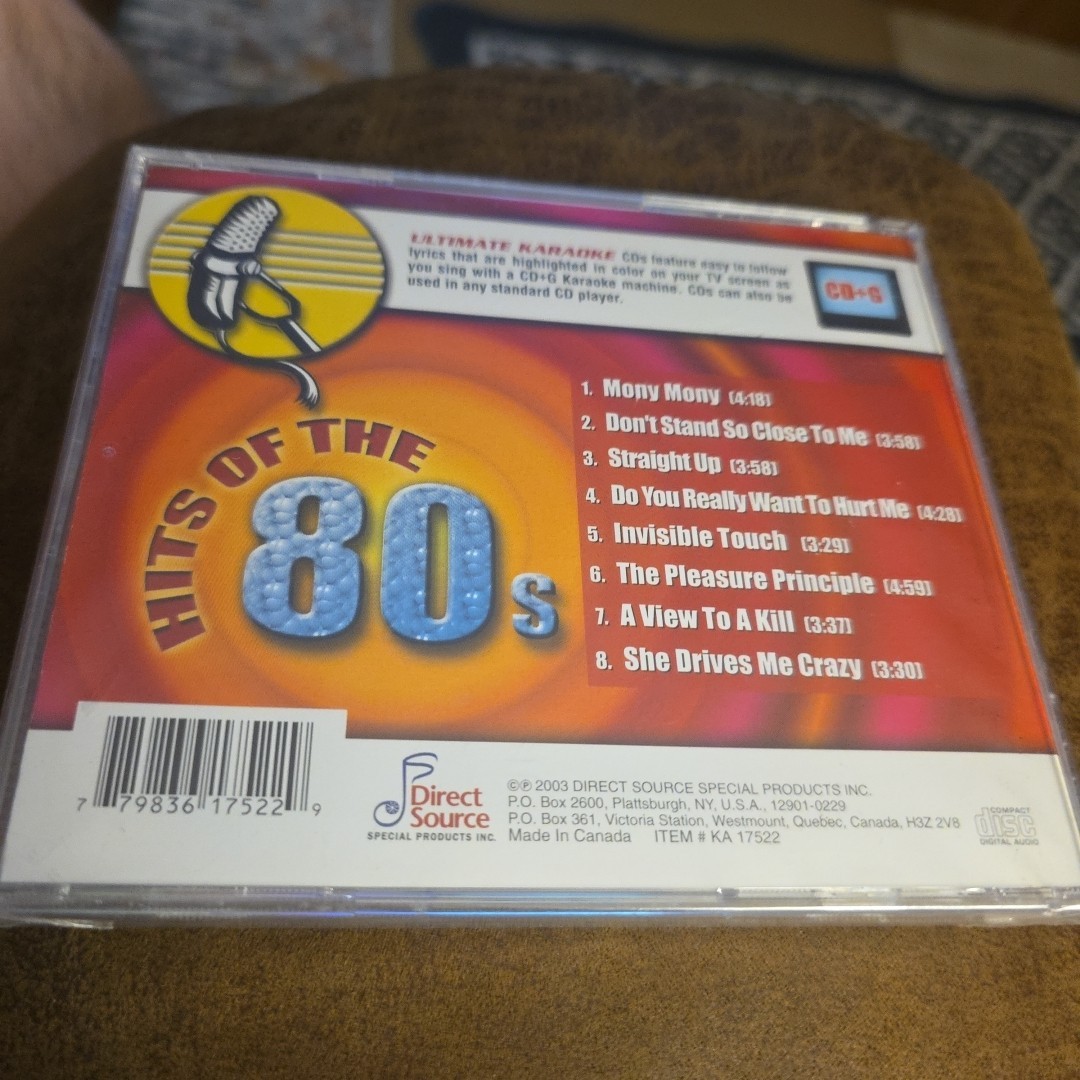 ULTIMATE KARAOKE CDs feature easy to follow
lyrics that are highlighted in color on your TV screen as
you sing with a CD+G Karaoke machine. CDs can also be
used in any standard CD player.
CD+G
HITS OF THE
80s
1. Mony Mony (4:18)
2. Don't Stand So Close To Me (3:58)
3. Straight Up (3:58)
4. Do You Really Want To Hurt Me (4:28)
5. Invisible Touch (3:29)
6. The Pleasure Principle (4:59)
7. A View To A Kill (3:37)
8. She Drives Me Crazy (3:30)
7 79836 17522 9
Direct
Source
SPECIAL PRODUCTS INC.
©℗ 2003 DIRECT SOURCE SPECIAL PRODUCTS INC.
P.O. Box 2600, Plattsburgh, NY, U.S.A., 12901-0229
P.O. Box 361, Victoria Station, Westmount, Quebec, Canada, H3Z 2V8
Made in Canada ITEM # KA 17522
COMPACT
disc
DIGITAL AUDIO